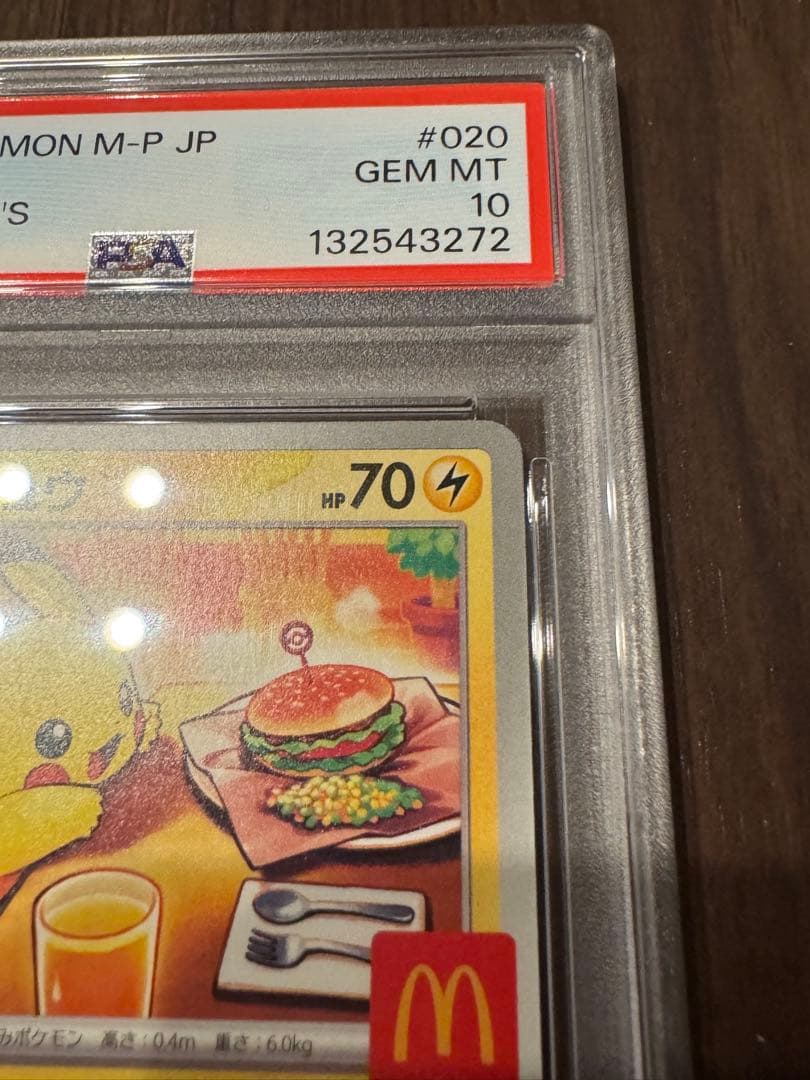 MON M-P JP #020
GEM MT
'S 10
PSA 132543272
HP70
みポケモン 高さ:0.4m 重さ:6.0kg